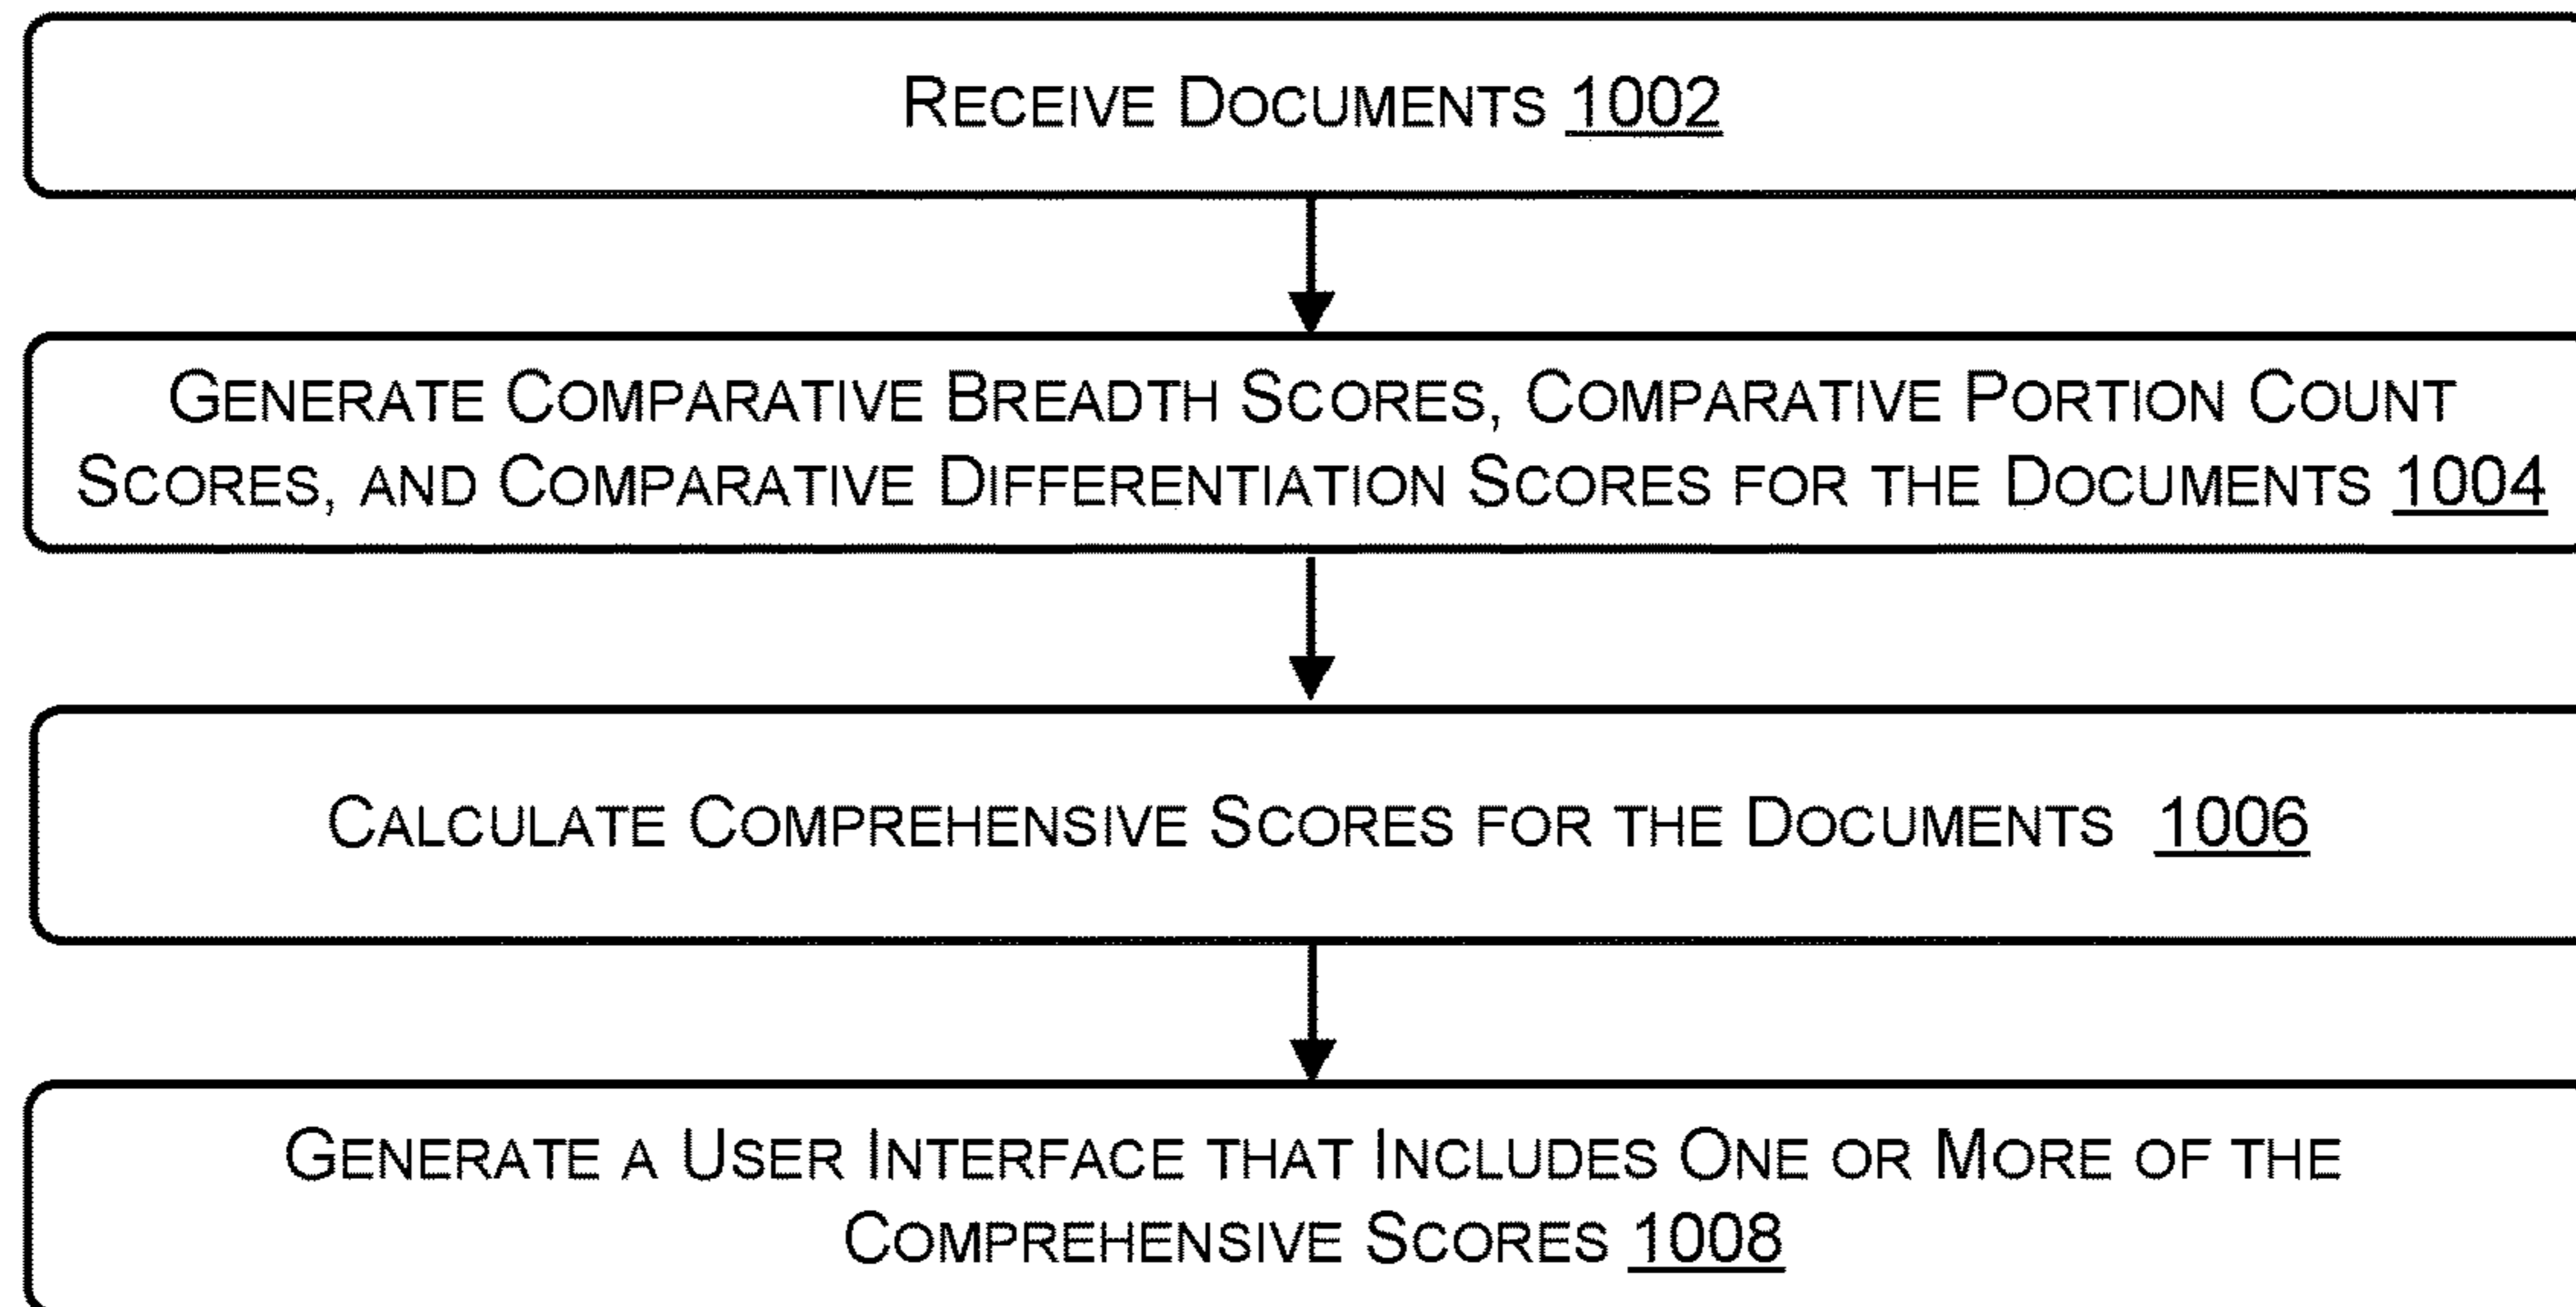 RECEIVE DOCUMENTS 1002
GENERATE COMPARATIVE BREADTH SCORES, COMPARATIVE PORTION COUNT
SCORES, AND COMPARATIVE DIFFERENTIATION SCORES FOR THE DOCUMENTS 1004
CALCULATE COMPREHENSIVE SCORES FOR THE DOCUMENTS 1006
GENERATE A USER INTERFACE THAT INCLUDES ONE OR MORE OF THE
COMPREHENSIVE SCORES 1008